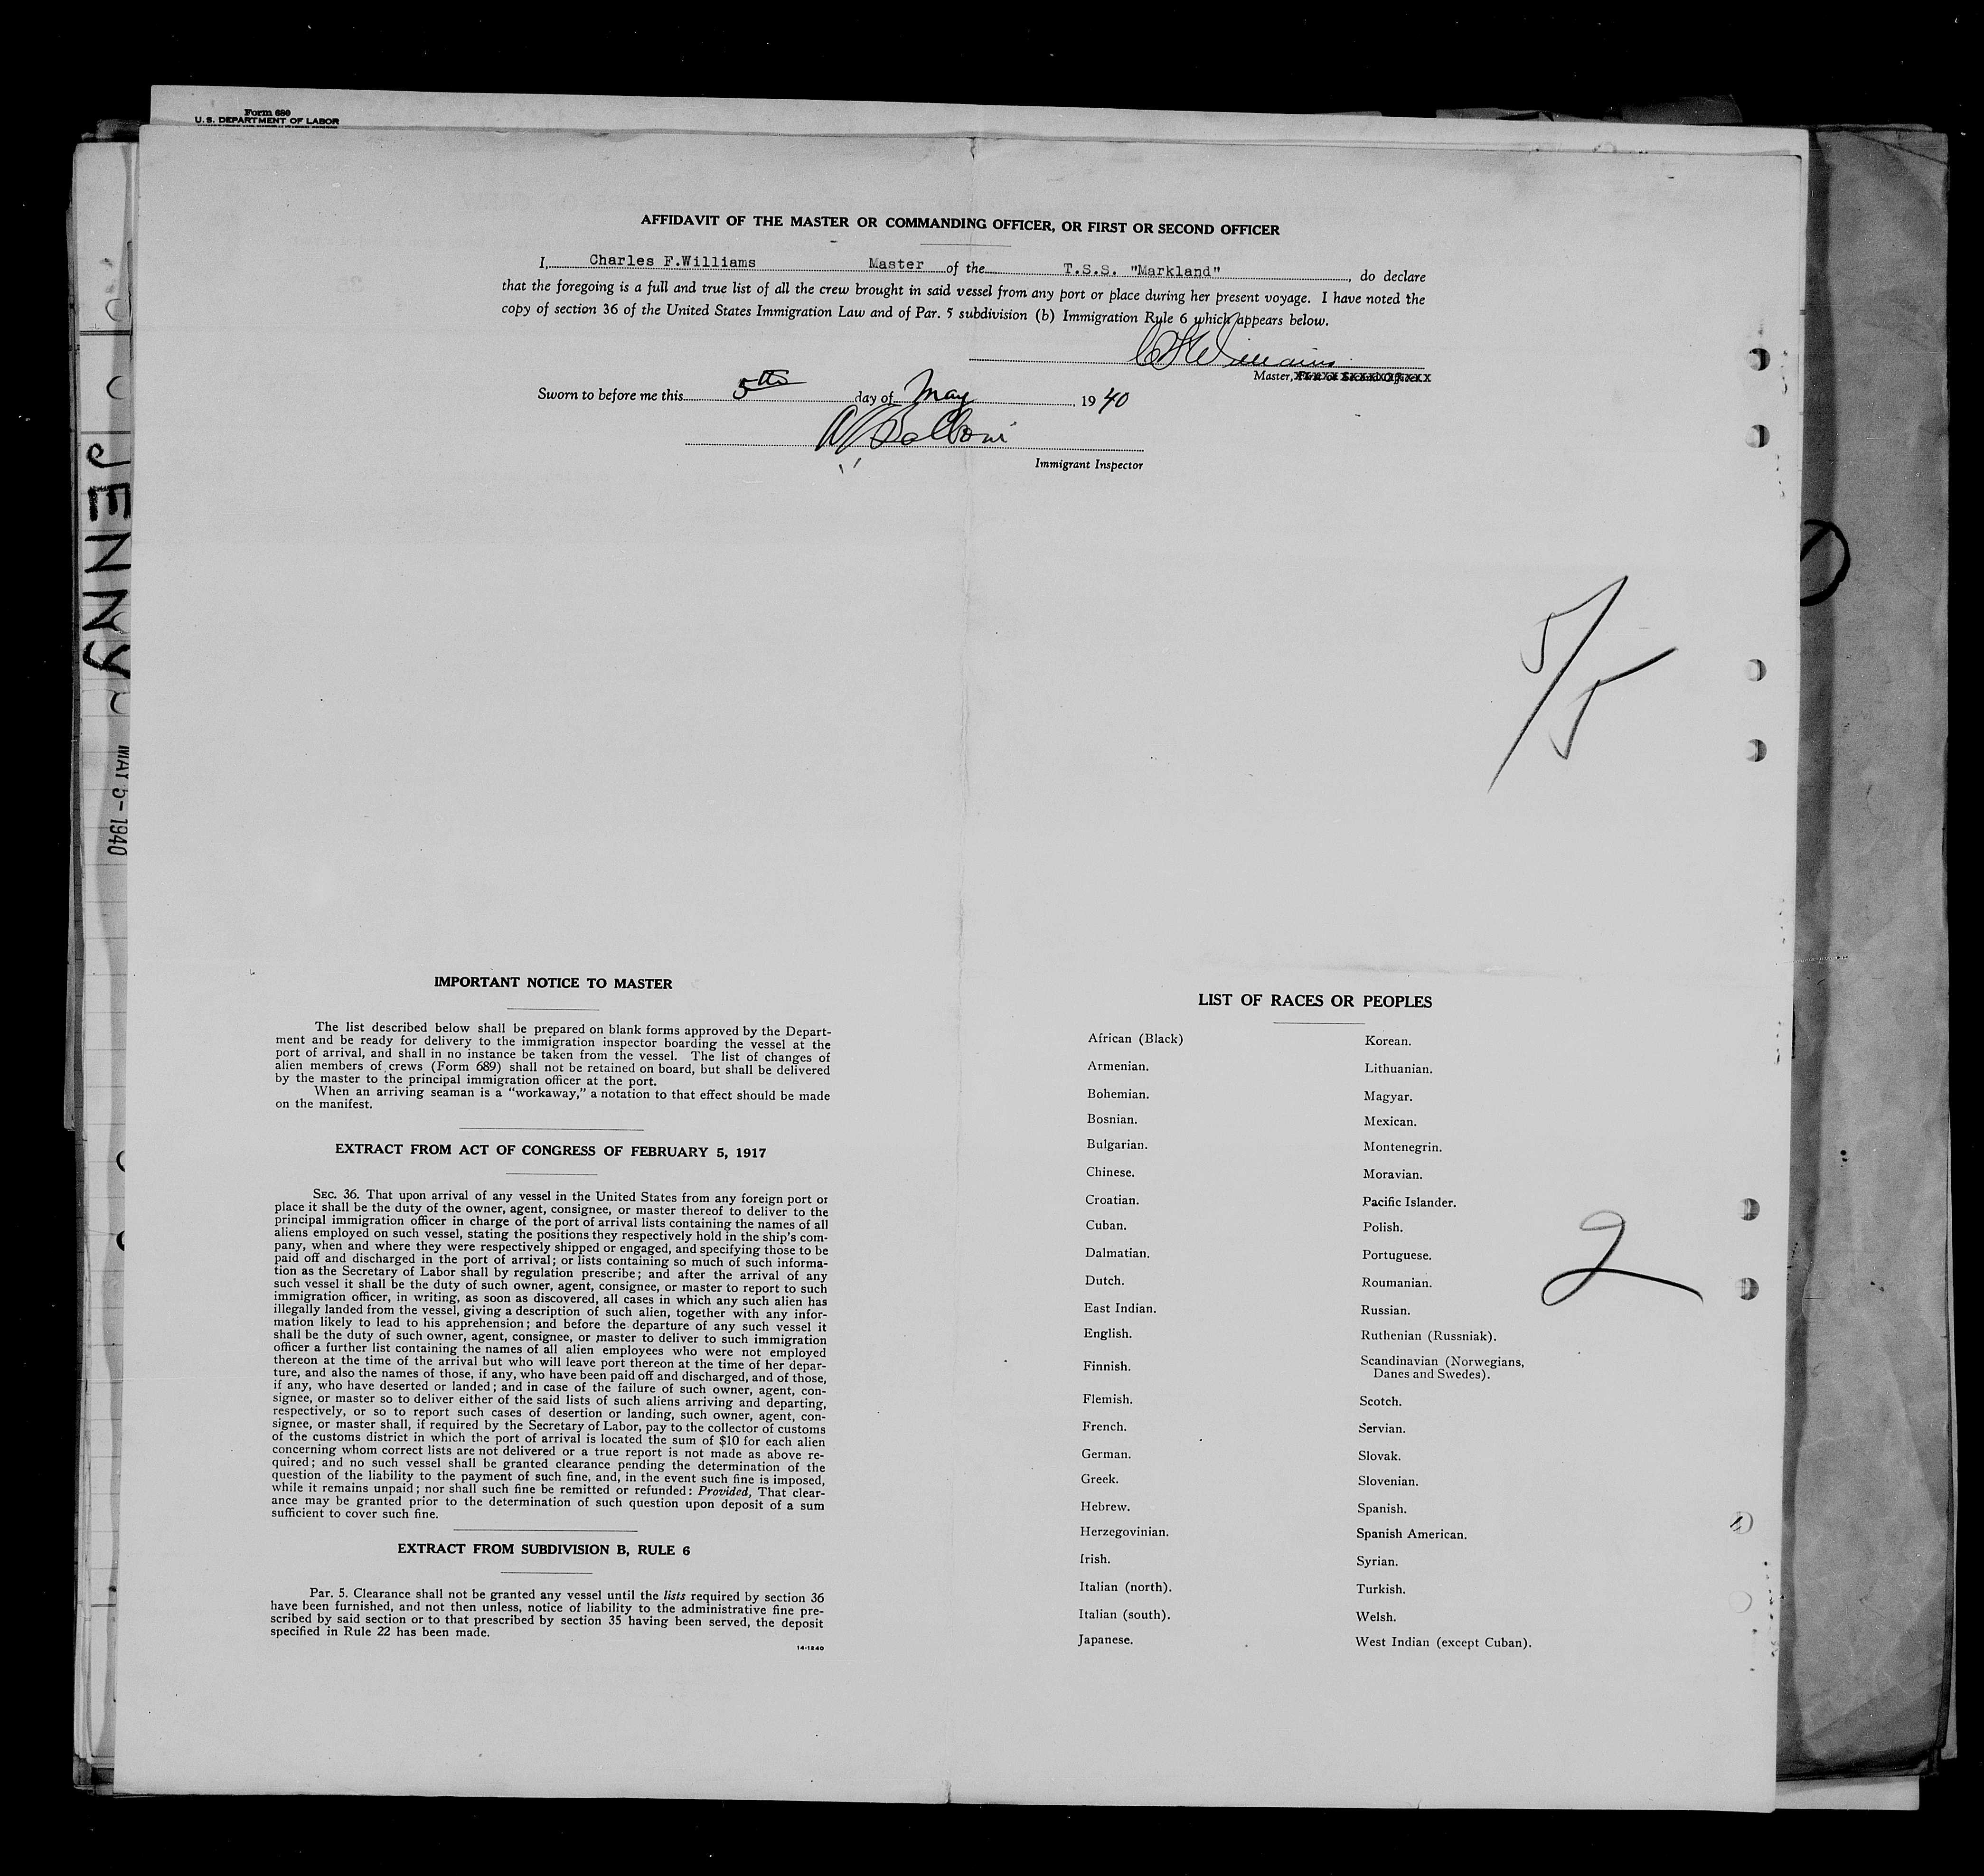 Form 680
U. S. DEPARTMENT OF LABOR
AFFIDAVIT OF THE MASTER OR COMMANDING OFFICER, OR FIRST OR SECOND OFFICER
I, Charles F.Williams Master of the T.S.S. "Markland", do declare
that the foregoing is a full and true list of all the crew brought in said vessel from any port or place during her present voyage. I have noted the
copy of section 36 of the United States Immigration Law and of Par. 5 subdivision (b) Immigration Rule 6 which appears below.
CF Williams
Master, First or Second Officer.
Sworn to before me this 5th day of May, 1940
Immigrant Inspector
JENNY
MAY 5-1940
5/5
IMPORTANT NOTICE TO MASTER
The list described below shall be prepared on blank forms approved by the Depart-
ment and be ready for delivery to the immigration inspector boarding the vessel at the
port of arrival, and shall in no instance be taken from the vessel. The list of changes of
alien members of crews (Form 689) shall not be retained on board, but shall be delivered
by the master to the principal immigration officer at the port.
When an arriving seaman is a "workaway," a notation to that effect should be made
on the manifest.
EXTRACT FROM ACT OF CONGRESS OF FEBRUARY 5, 1917
SEC. 36. That upon arrival of any vessel in the United States from any foreign port or
place it shall be the duty of the owner, agent, consignee, or master thereof to deliver to the
principal immigration officer in charge of the port of arrival lists containing the names of all
aliens employed on such vessel, stating the positions they respectively hold in the ship's com-
pany, when and where they were respectively shipped or engaged, and specifying those to be
paid off and discharged in the port of arrival; or lists containing so much of such informa-
tion as the Secretary of Labor shall by regulation prescribe; and after the arrival of any
such vessel it shall be the duty of such owner, agent, consignee, or master to report to such
immigration officer, in writing, as soon as discovered, all cases in which any such alien has
illegally landed from the vessel, giving a description of such alien, together with any infor-
mation likely to lead to his apprehension; and before the departure of any such vessel it
shall be the duty of such owner, agent, consignee, or master to deliver to such immigration
officer a further list containing the names of all alien employees who were not employed
thereon at the time of the arrival but who will leave port thereon at the time of her depar-
ture, and also the names of those, if any, who have been paid off and discharged, and of those,
if any, who have deserted or landed; and in case of the failure of such owner, agent, con-
signee, or master so to deliver either of the said lists of such aliens arriving and departing,
respectively, or so to report such cases of desertion or landing, such owner, agent, con-
signee, or master shall, if required by the Secretary of Labor, pay to the collector of customs
of the customs district in which the port of arrival is located the sum of $10 for each alien
concerning whom correct lists are not delivered or a true report is not made as above re-
quired; and no such vessel shall be granted clearance pending the determination of the
question of the liability to the payment of such fine, and, in the event such fine is imposed,
while it remains unpaid; nor shall such fine be remitted or refunded: Provided, That clear-
ance may be granted prior to the determination of such question upon deposit of a sum
sufficient to cover such fine.
EXTRACT FROM SUBDIVISION B, RULE 6
Par. 5. Clearance shall not be granted any vessel until the lists required by section 36
have been furnished, and not then unless, notice of liability to the administrative fine pre-
scribed by said section or to that prescribed by section 35 having been served, the deposit
specified in Rule 22 has been made.
14-1240
LIST OF RACES OR PEOPLES
African (Black)
Armenian.
Bohemian.
Bosnian.
Bulgarian.
Chinese.
Croatian.
Cuban.
Dalmatian.
Dutch.
East Indian.
English.
Finnish.
Flemish.
French.
German.
Greek.
Hebrew.
Herzegovinian.
Irish.
Italian (north).
Italian (south).
Japanese.
Korean.
Lithuanian.
Magyar.
Mexican.
Montenegrin.
Moravian.
Pacific Islander.
Polish.
Portuguese.
Roumanian.
Russian.
Ruthenian (Russniak).
Scandinavian (Norwegians,
Danes and Swedes).
Scotch.
Servian.
Slovak.
Slovenian.
Spanish.
Spanish American.
Syrian.
Turkish.
Welsh.
West Indian (except Cuban).
2